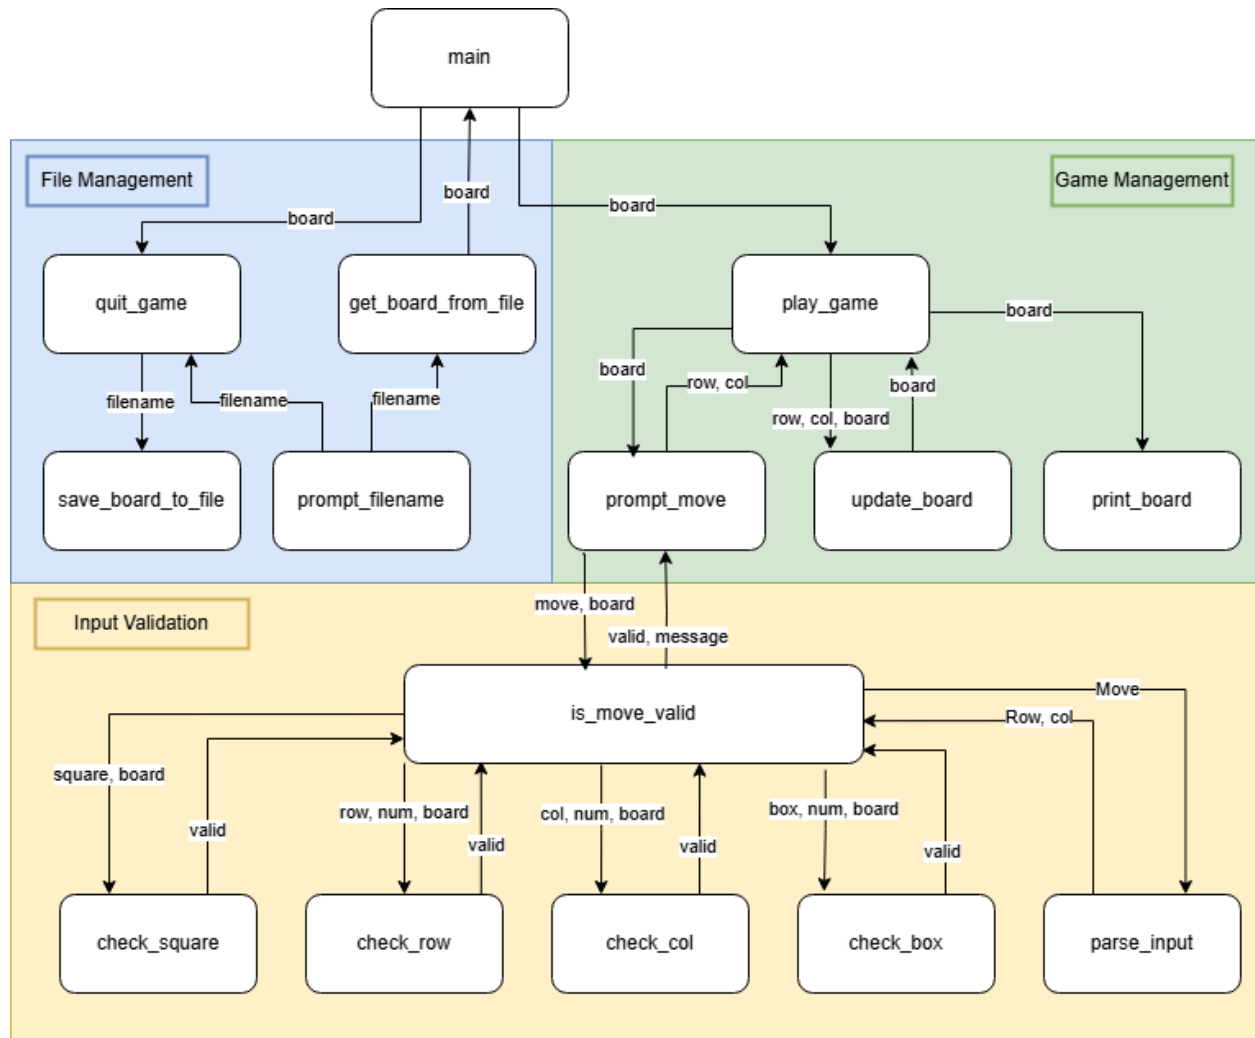 main
File Management
Game Management
board
board
board
quit_game
get_board_from_file
play_game
board
board
row, col
board
filename
filename
filename
row, col, board
save_board_to_file
prompt_filename
prompt_move
update_board
print_board
Input Validation
move, board
valid, message
is_move_valid
Move
Row, col
square, board
row, num, board
col, num, board
box, num, board
valid
valid
valid
valid
check_square
check_row
check_col
check_box
parse_input